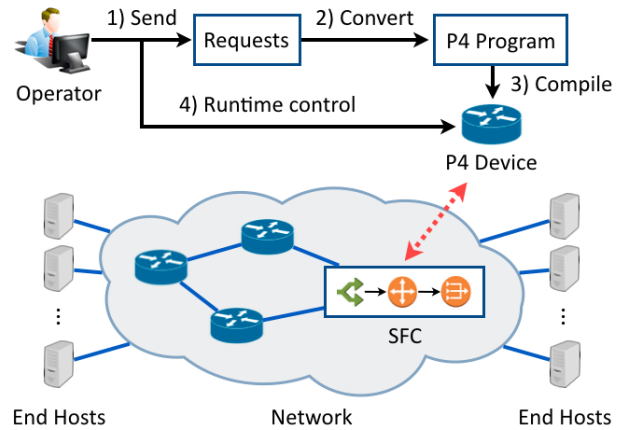 1) Send
Requests
2) Convert
P4 Program
Operator
3) Compile
4) Runtime control
P4 Device
⋮
⋮
SFC
End Hosts
Network
End Hosts